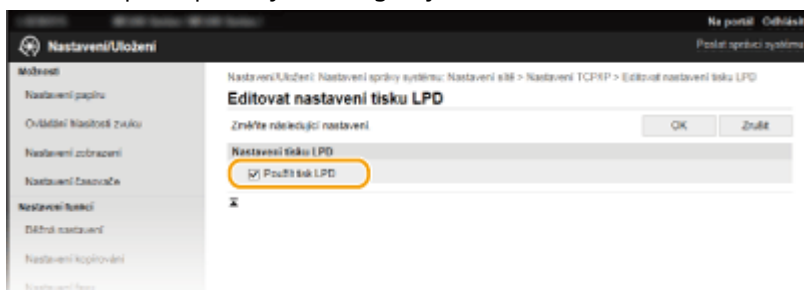 Na portál Odhlásit
Nastavení/Uložení
Poslat správci systému
Možnosti
Nastavení papíru
Ovládání hlasitosti zvuku
Nastavení zobrazení
Nastavení časovače
Nastavení funkcí
Běžná nastavení
Nastavení kopírování
Nastavení faxu
Nastavení/Uložení: Nastavení správy systému: Nastavení sítě > Nastavení TCP/IP > Editovat nastavení tisku LPD
Editovat nastavení tisku LPD
Změňte následující nastavení.
OK
Zrušit
Nastavení tisku LPD
Použít tisk LPD